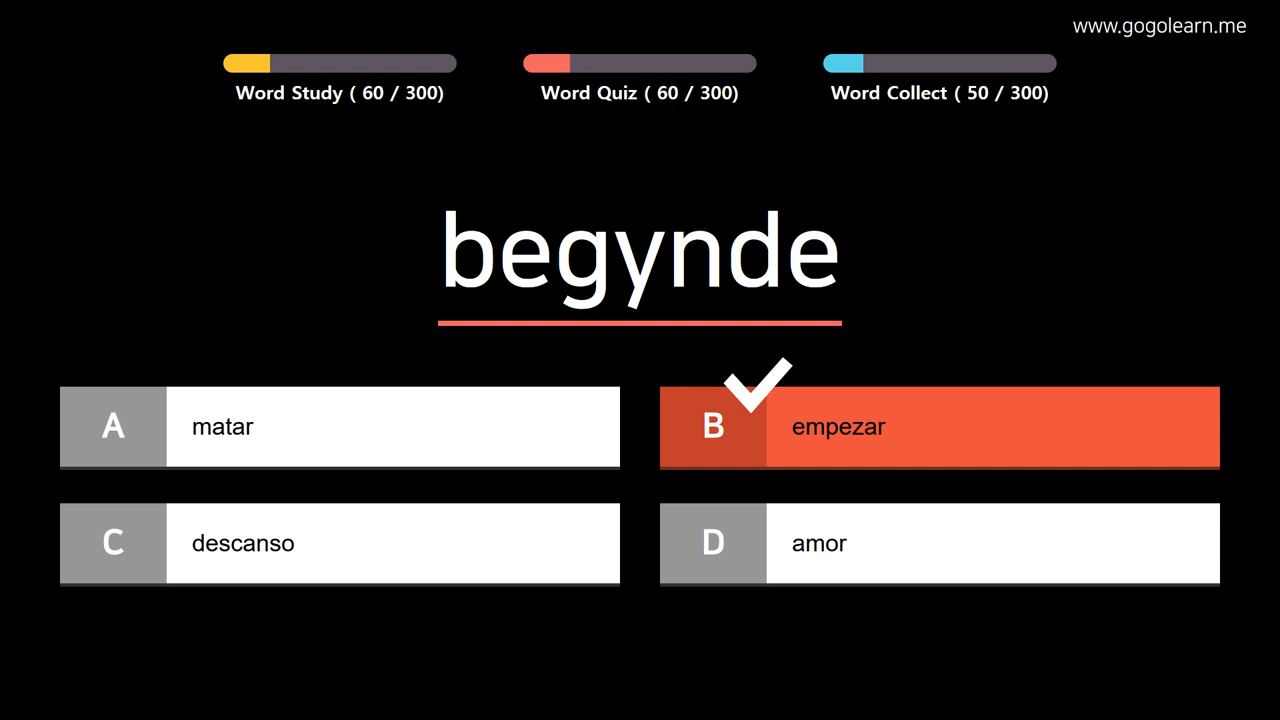 www.gogolearn.me
Word Study ( 60 / 300)
Word Quiz ( 60 / 300)
Word Collect ( 50 / 300)
begynde
A matar
B empezar
C descanso
D amor